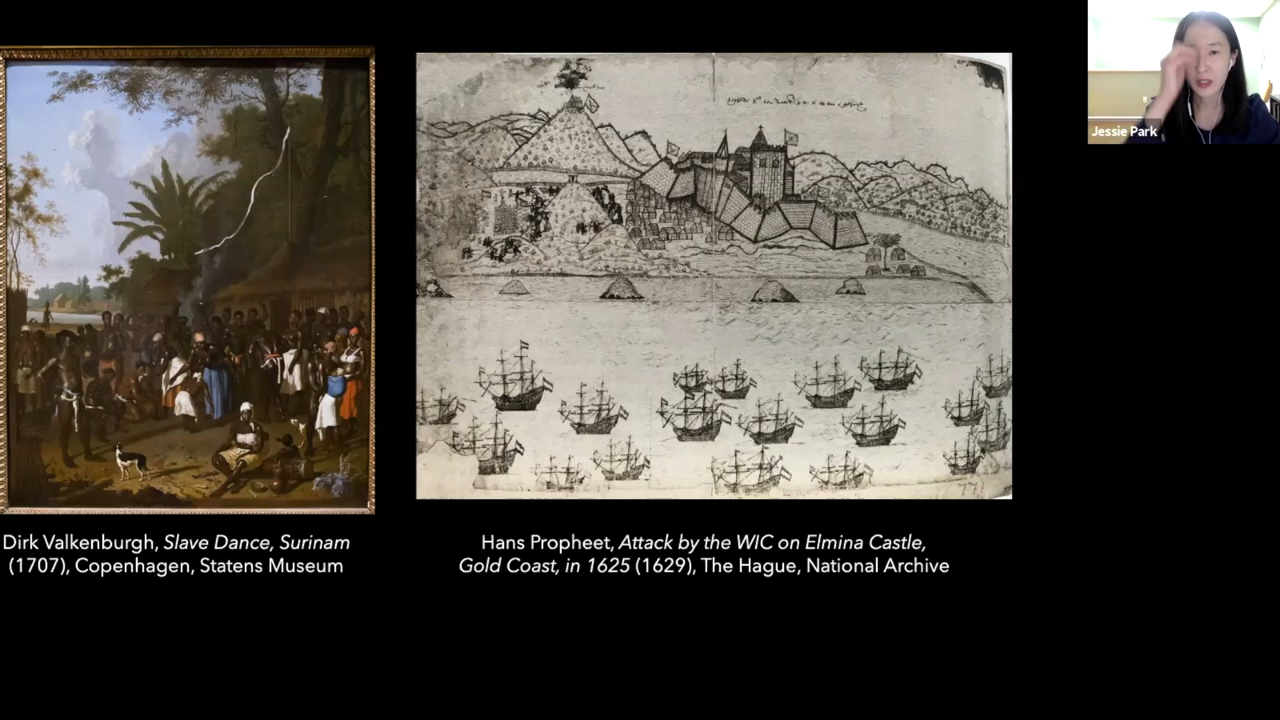 Jessie Park
Dirk Valkenburgh, Slave Dance, Surinam
(1707), Copenhagen, Statens Museum
Hans Propheet, Attack by the WIC on Elmina Castle,
Gold Coast, in 1625 (1629), The Hague, National Archive